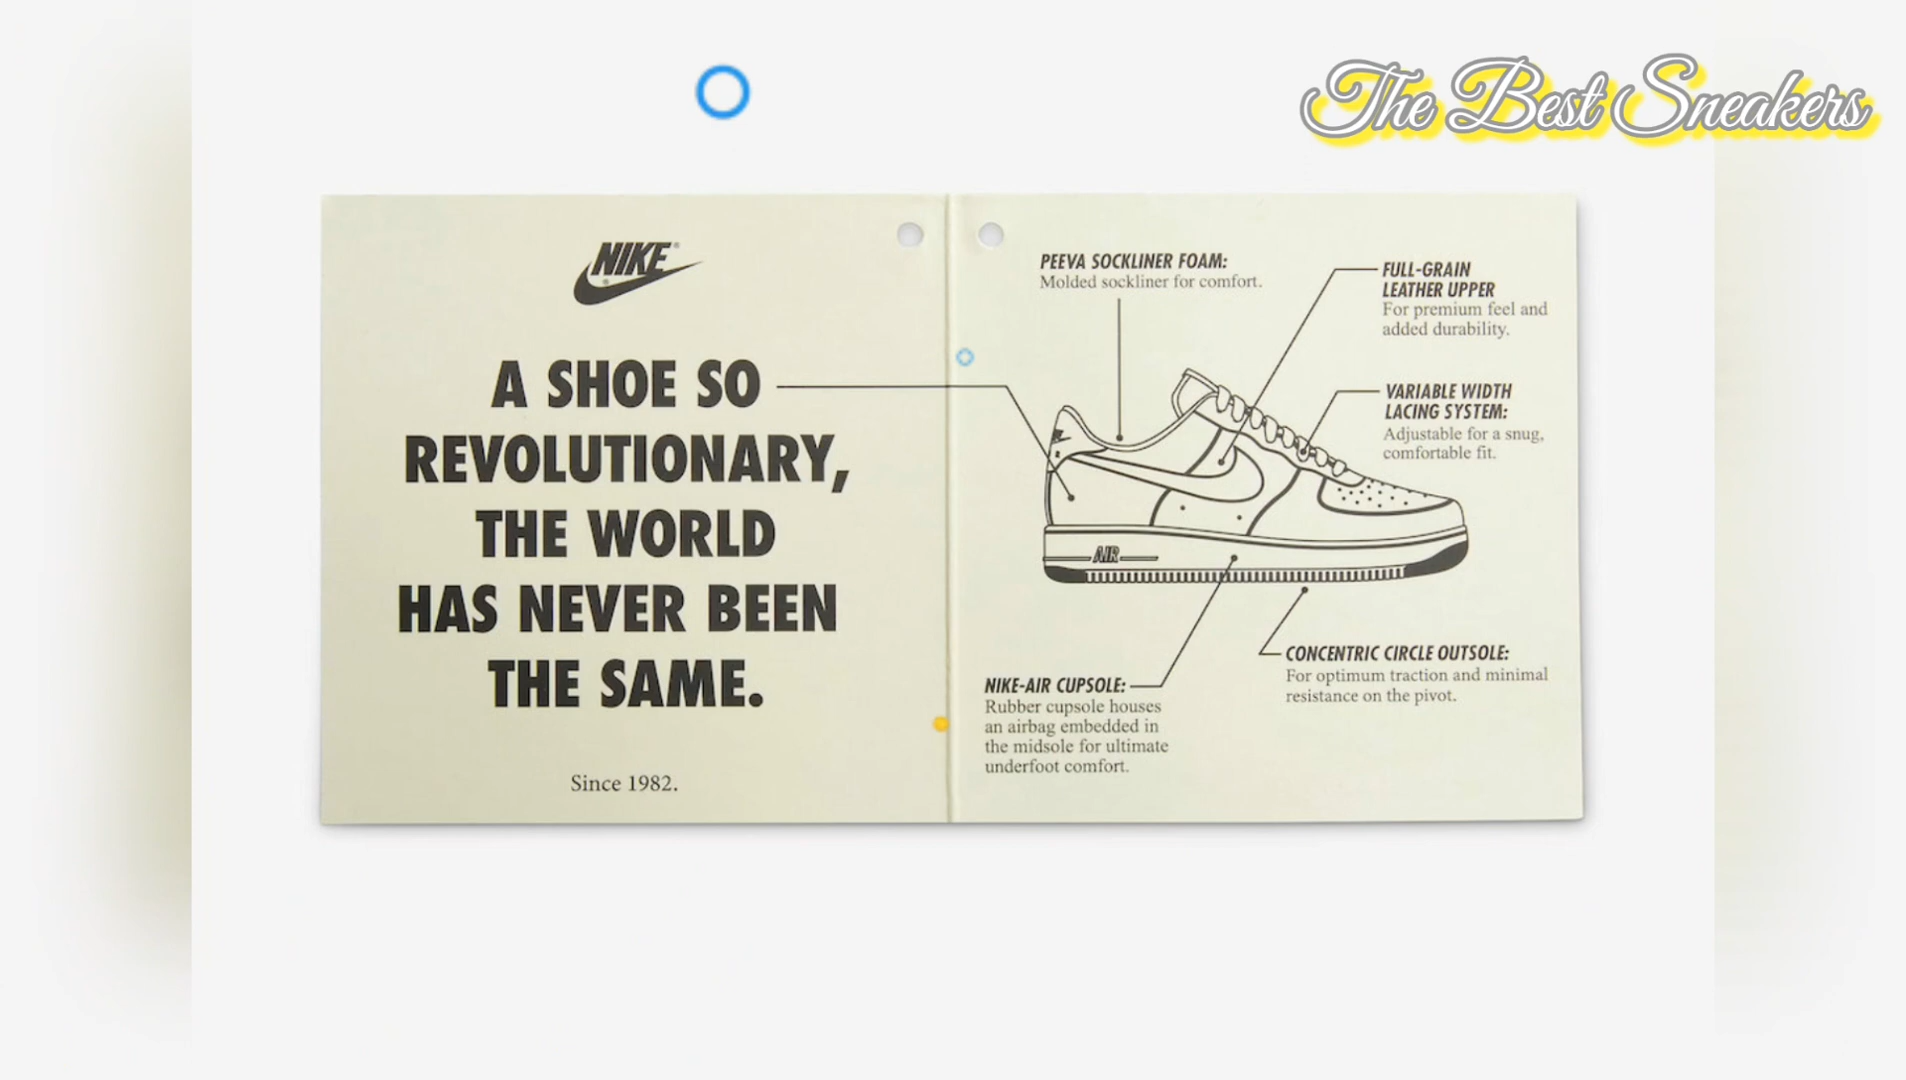 The Best Sneakers
NIKE
A SHOE SO
REVOLUTIONARY,
THE WORLD
HAS NEVER BEEN
THE SAME.
Since 1982.
PEEVA SOCKLINER FOAM:
Molded sockliner for comfort.
FULL-GRAIN
LEATHER UPPER
For premium feel and
added durability.
VARIABLE WIDTH
LACING SYSTEM:
Adjustable for a snug,
comfortable fit.
AIR
CONCENTRIC CIRCLE OUTSOLE:
For optimum traction and minimal
resistance on the pivot.
NIKE-AIR CUPSOLE:
Rubber cupsole houses
an airbag embedded in
the midsole for ultimate
underfoot comfort.